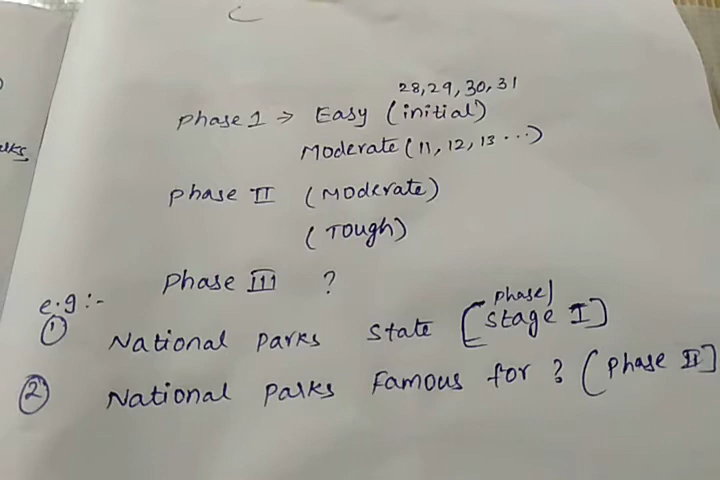 28,29,30,31
Phase 1 → Easy (initial)
Moderate (11, 12, 13 ...)
Phase II (Moderate)
(Tough)
Phase III ?
e.g :-
① National Parks State [Stage I]
Phase 1
② National Parks Famous for ? (Phase II]